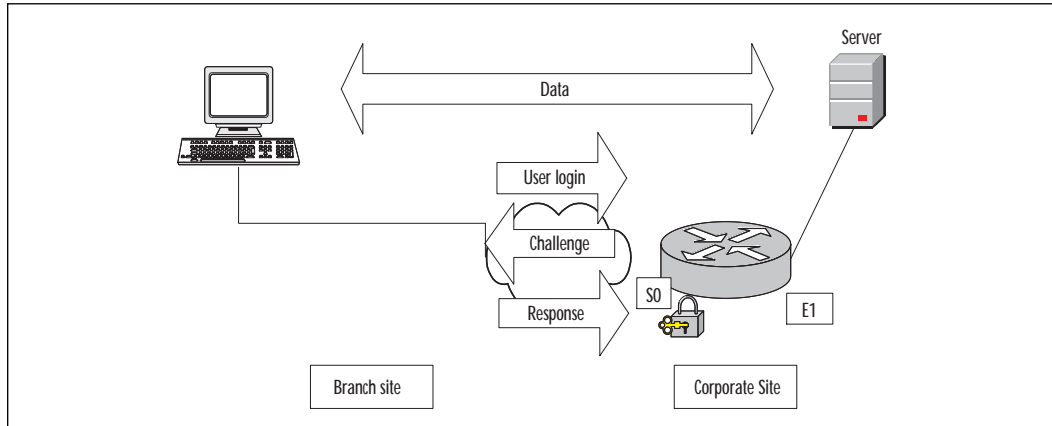 Server
Data
User login
Challenge
S0
E1
Response
Branch site
Corporate Site